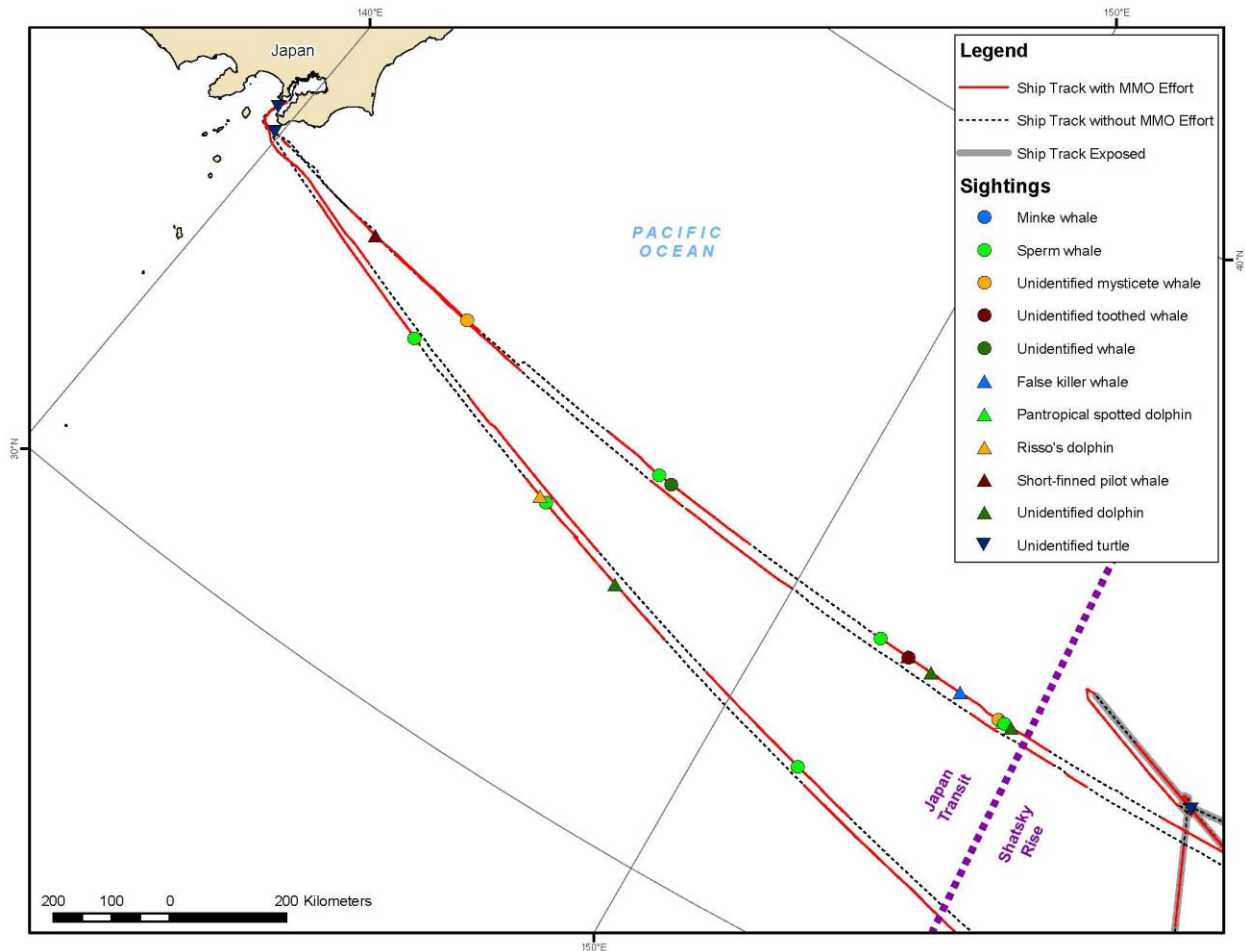 140°E
150°E
Japan
Legend
Ship Track with MMO Effort
Ship Track without MMO Effort
Ship Track Exposed
Sightings
Minke whale
Sperm whale
Unidentified mysticete whale
Unidentified toothed whale
Unidentified whale
False killer whale
Pantropical spotted dolphin
Risso's dolphin
Short-finned pilot whale
Unidentified dolphin
Unidentified turtle
PACIFIC
OCEAN
40°N
30°N
Japan
Transit
Shatsky
Rise
200 100 0 200 Kilometers
150°E